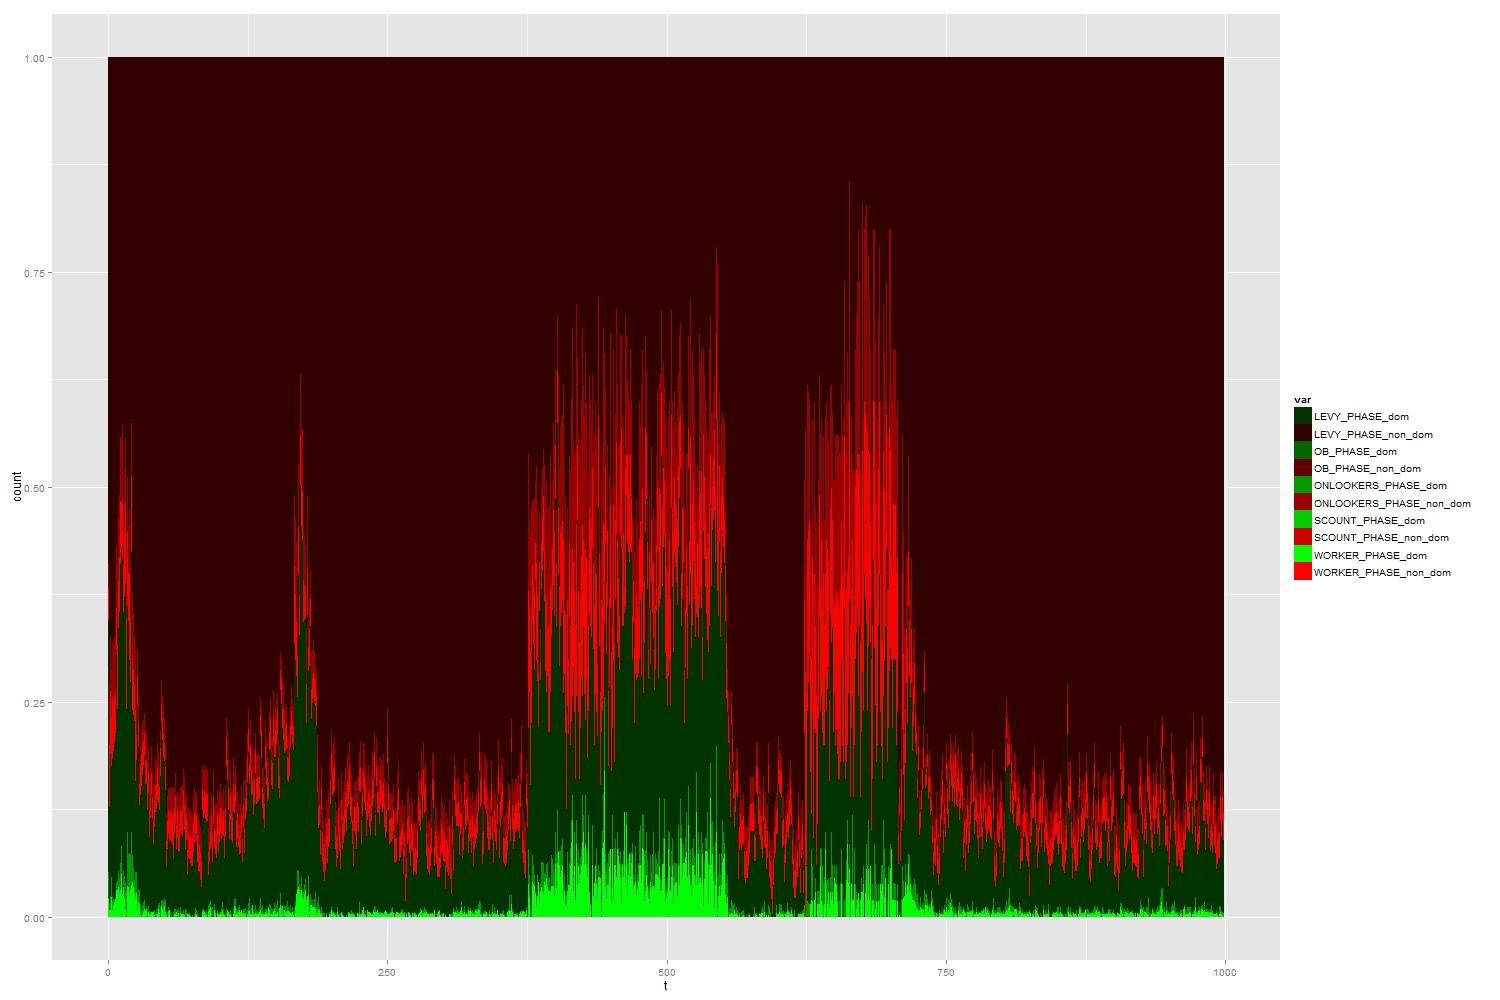 1.00
0.75
0.50
0.25
0.00
count
0
250
500
750
1000
t
var
LEVY_PHASE_dom
LEVY_PHASE_non_dom
OB_PHASE_dom
OB_PHASE_non_dom
ONLOOKERS_PHASE_dom
ONLOOKERS_PHASE_non_dom
SCOUNT_PHASE_dom
SCOUNT_PHASE_non_dom
WORKER_PHASE_dom
WORKER_PHASE_non_dom